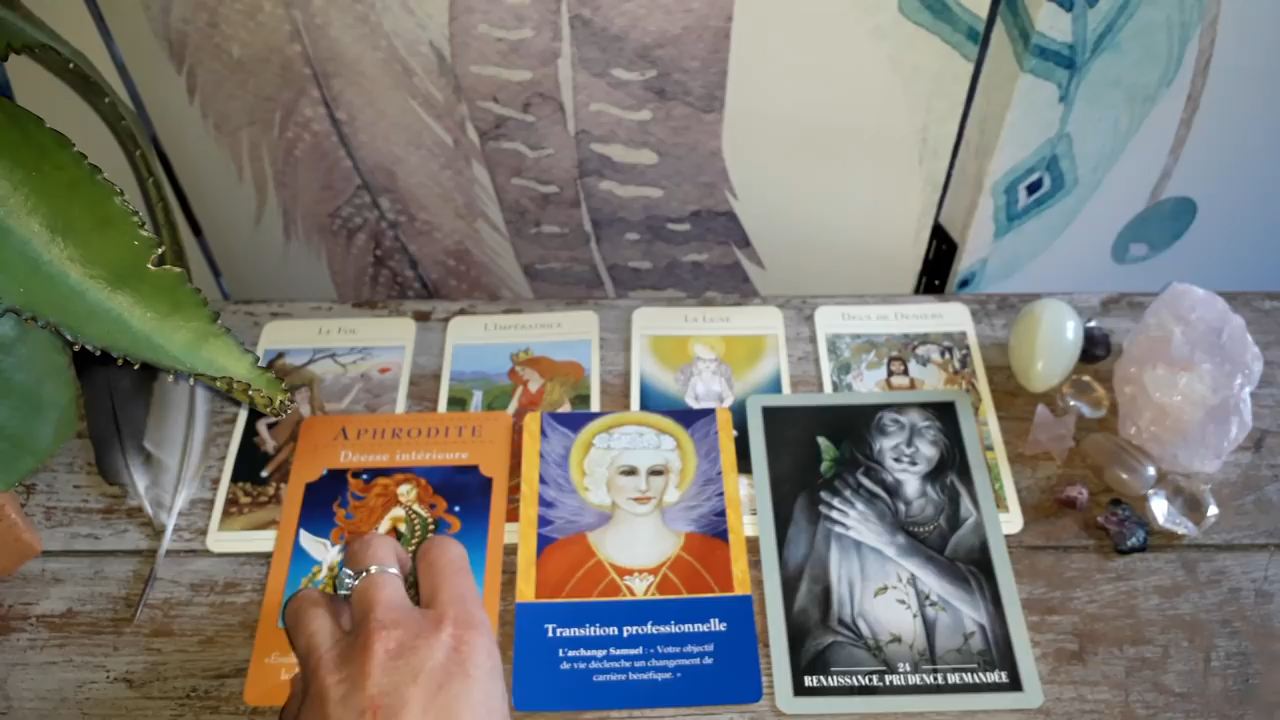 LE FOU
L'IMPÉRATRICE
LA LUNE
DEUX DE DENIERS
APHRODITE
Déesse intérieure
Transition professionnelle
L'archange Samuel : « Votre objectif
de vie déclenche un changement de
carrière bénéfique. »
24
RENAISSANCE, PRUDENCE DEMANDÉE